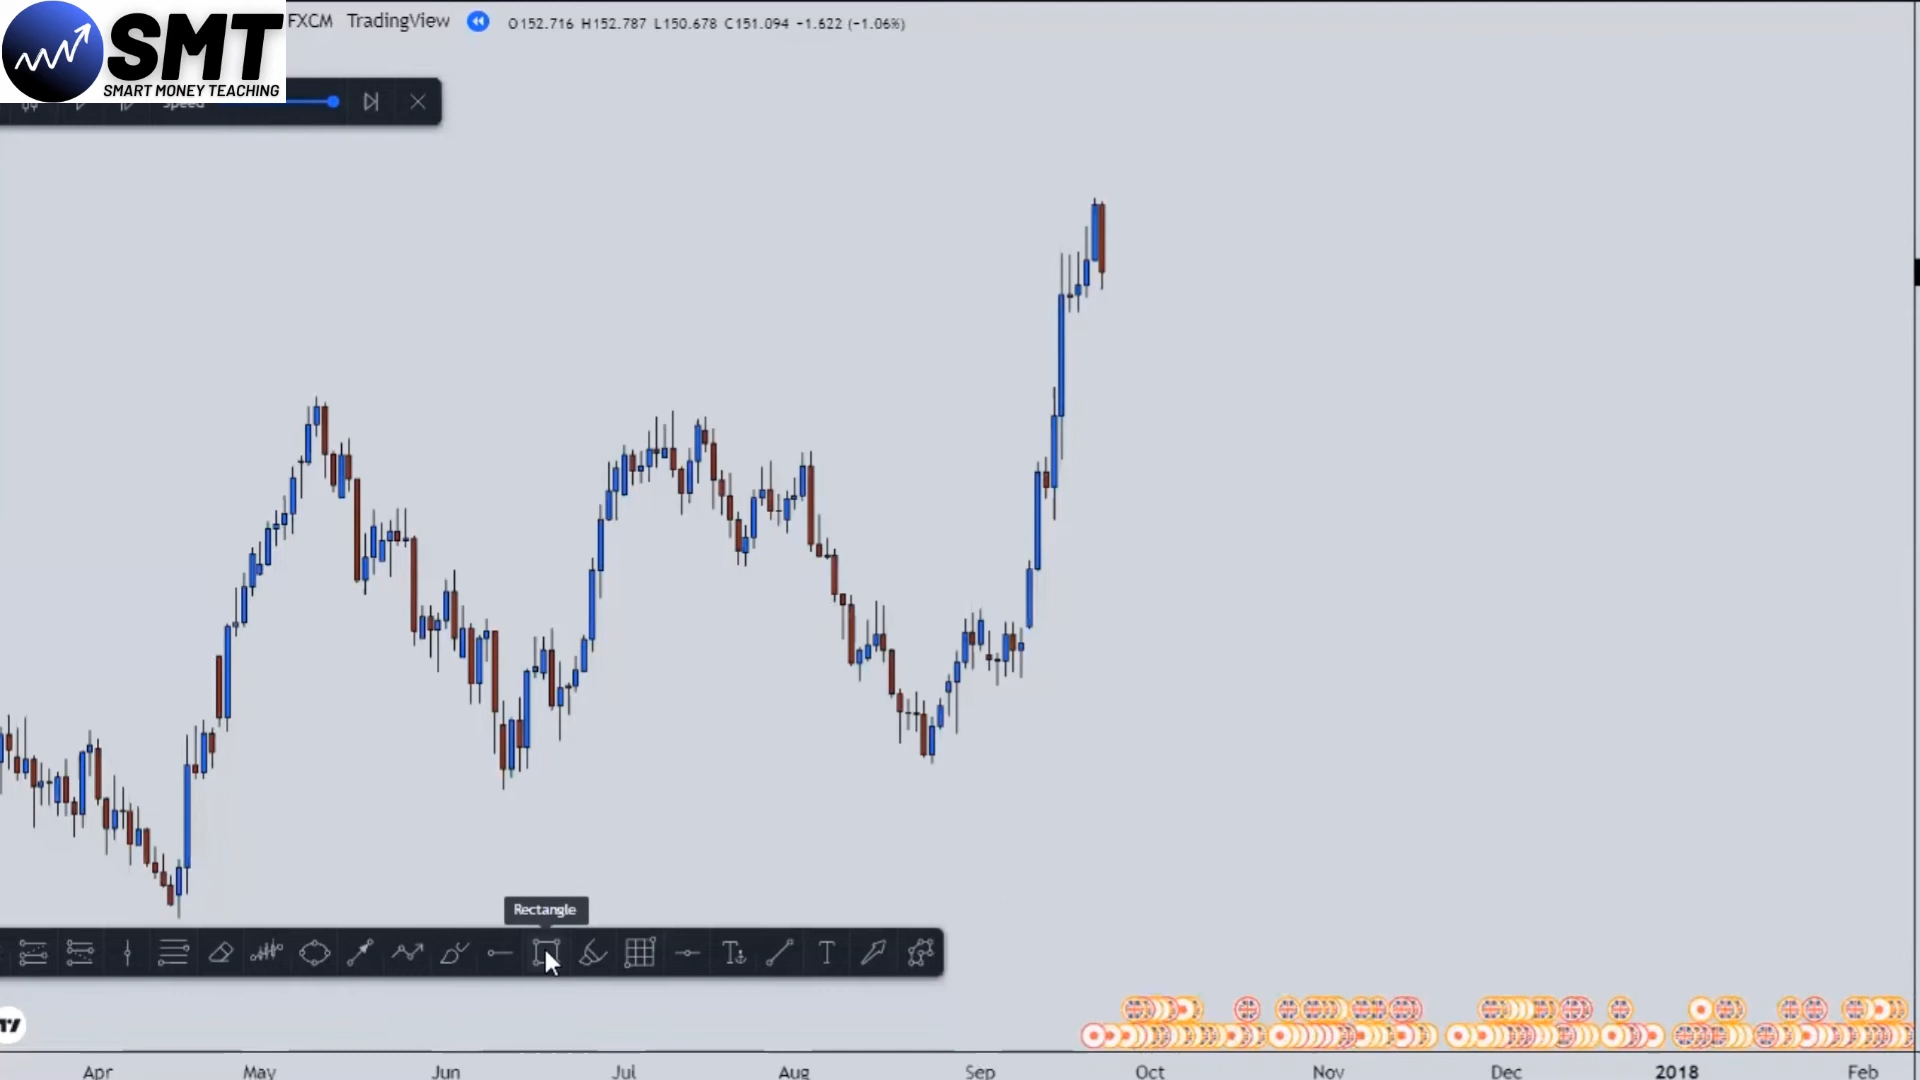 SMT
SMART MONEY TEACHING
FXCM TradingView O152.716 H152.787 L150.678 C151.094 −1.622 (−1.06%)
Speed
Rectangle
T T
Apr May Jun Jul Aug Sep Oct Nov Dec 2018 Feb